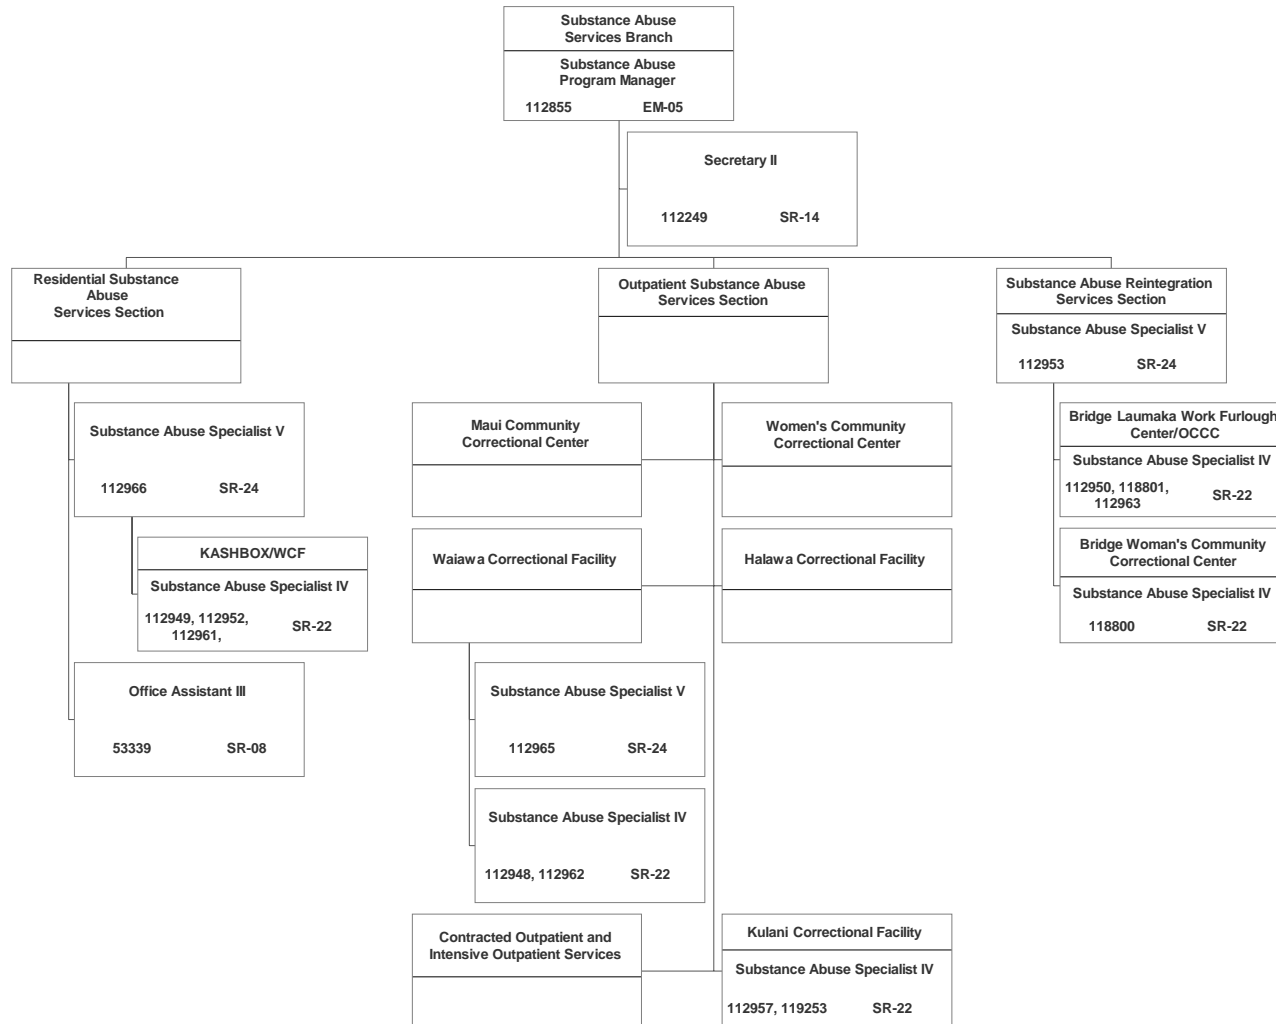 Substance Abuse
Services Branch
Substance Abuse
Program Manager
112855 EM-05
Secretary II
112249 SR-14
Residential Substance
Abuse
Services Section
Outpatient Substance Abuse
Services Section
Substance Abuse Reintegration
Services Section
Substance Abuse Specialist V
112953 SR-24
Substance Abuse Specialist V
112966 SR-24
KASHBOX/WCF
Substance Abuse Specialist IV
112949, 112952,
112961,
SR-22
Office Assistant III
53339 SR-08
Maui Community
Correctional Center
Women's Community
Correctional Center
Waiawa Correctional Facility
Halawa Correctional Facility
Substance Abuse Specialist V
112965 SR-24
Substance Abuse Specialist IV
112948, 112962 SR-22
Contracted Outpatient and
Intensive Outpatient Services
Kulani Correctional Facility
Substance Abuse Specialist IV
112957, 119253 SR-22
Bridge Laumaka Work Furlough
Center/OCCC
Substance Abuse Specialist IV
112950, 118801,
112963
SR-22
Bridge Woman's Community
Correctional Center
Substance Abuse Specialist IV
118800 SR-22